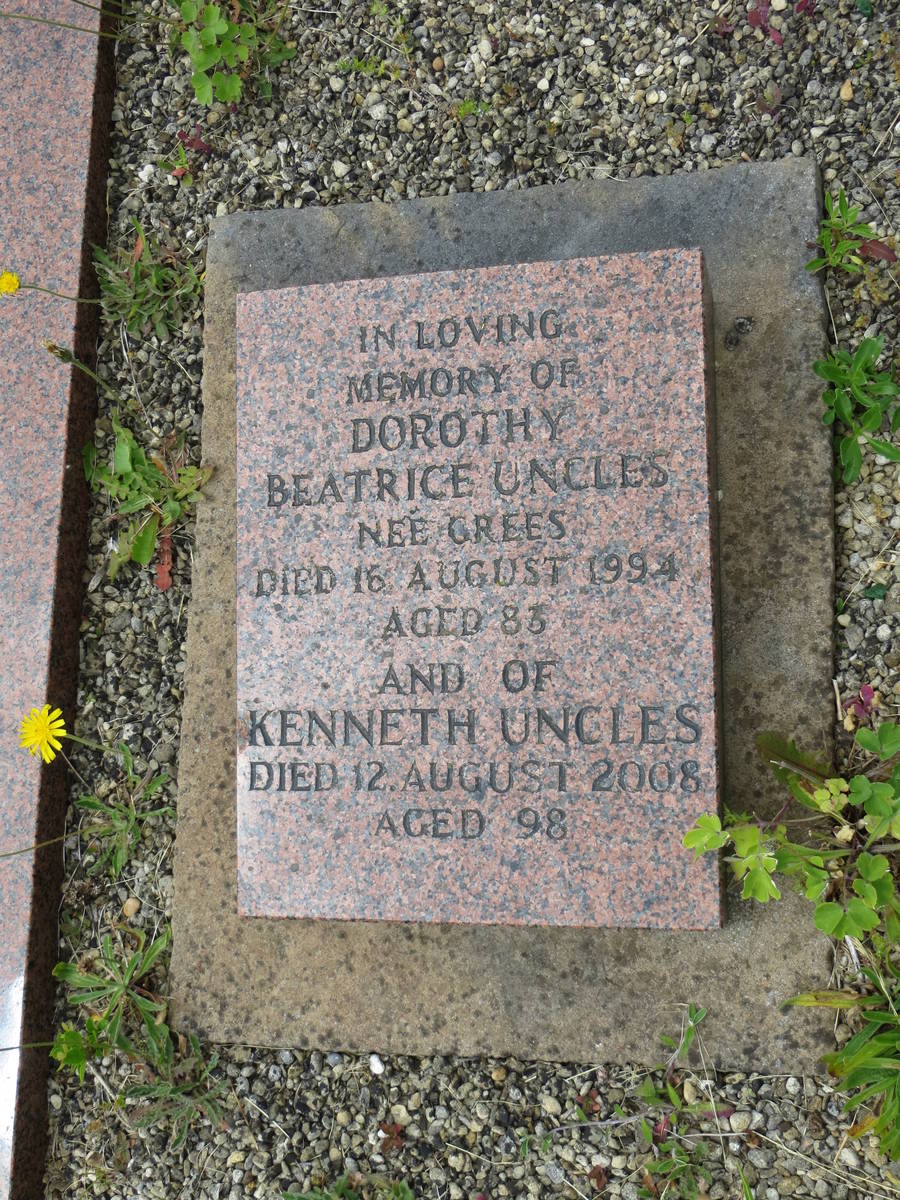 IN LOVING
MEMORY OF
DOROTHY
BEATRICE UNCLES
NÉE GREES
DIED 16. AUGUST 1994
AGED 83
AND OF
KENNETH UNCLES
DIED 12. AUGUST 2008
AGED 98